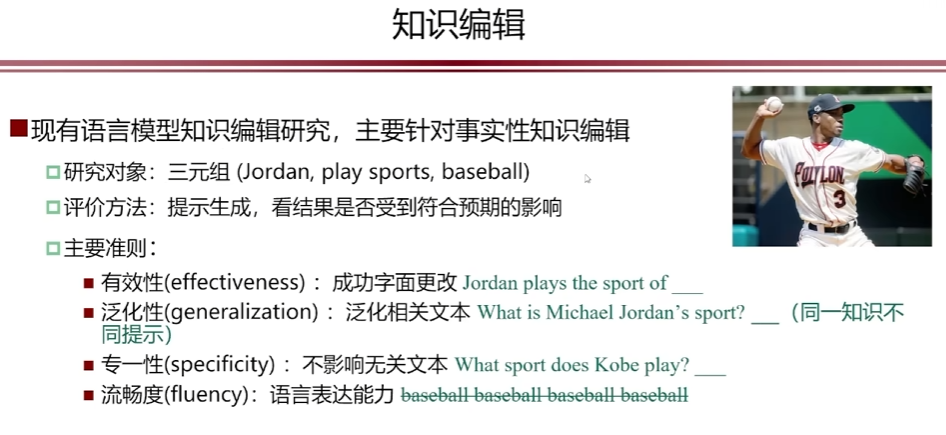 知识编辑
现有语言模型知识编辑研究，主要针对事实性知识编辑
研究对象：三元组 (Jordan, play sports, baseball)
评价方法：提示生成，看结果是否受到符合预期的影响
主要准则：
有效性(effectiveness) ：成功字面更改 Jordan plays the sport of ___
泛化性(generalization) ：泛化相关文本 What is Michael Jordan’s sport? ___（同一知识不
同提示）
专一性(specificity) ：不影响无关文本 What sport does Kobe play? ___
流畅度(fluency)：语言表达能力 baseball baseball baseball baseball
3